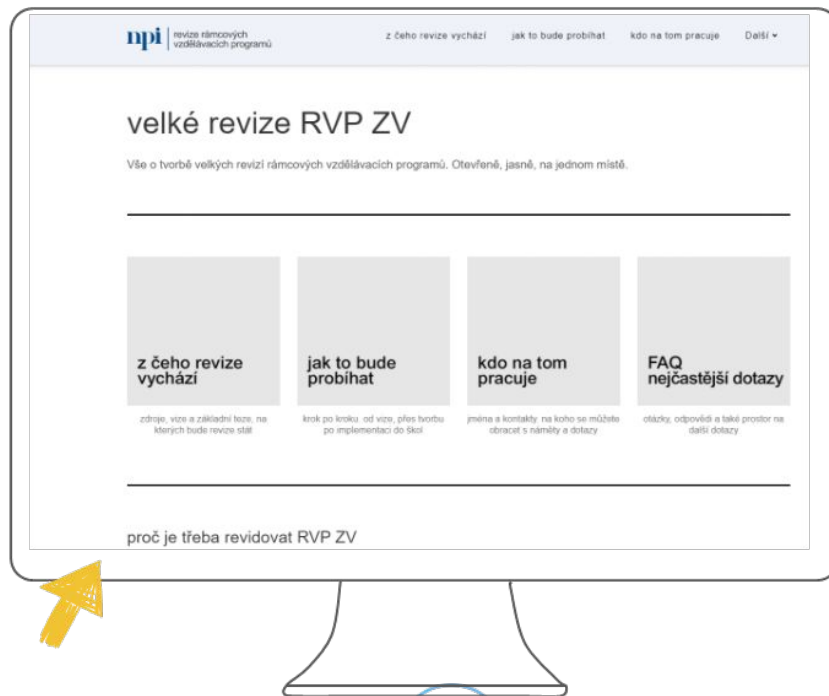 npi
revize rámcových
vzdělávacích programů
z čeho revize vychází jak to bude probíhat kdo na tom pracuje Další
velké revize RVP ZV
Vše o tvorbě velkých revizí rámcových vzdělávacích programů. Otevřeně, jasně, na jednom místě.
z čeho revize
vychází
jak to bude
probíhat
kdo na tom
pracuje
FAQ
nejčastější dotazy
zdroje, vize a základní teze, na
kterých bude revize stát
krok po kroku od vize, přes tvorbu
po implementaci do škol
jména a kontakty na koho se můžete
obracet s náměty a dotazy
otázky, odpovědi a také prostor na
další dotazy
proč je třeba revidovat RVP ZV